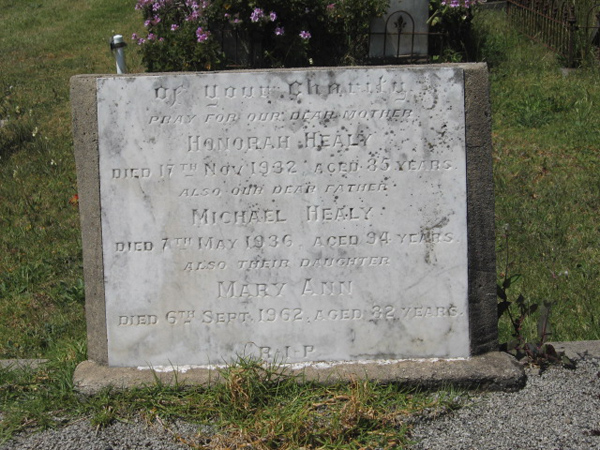 Of Your Charity
PRAY FOR OUR DEAR MOTHER
HONORAH HEALY
DIED 17TH NOV 1932 AGED 85 YEARS.
ALSO OUR DEAR FATHER
MICHAEL HEALY
DIED 7TH MAY 1936 AGED 94 YEARS
ALSO THEIR DAUGHTER
MARY ANN
DIED 6TH SEPT. 1962, AGED 82 YEARS.
R.I.P.